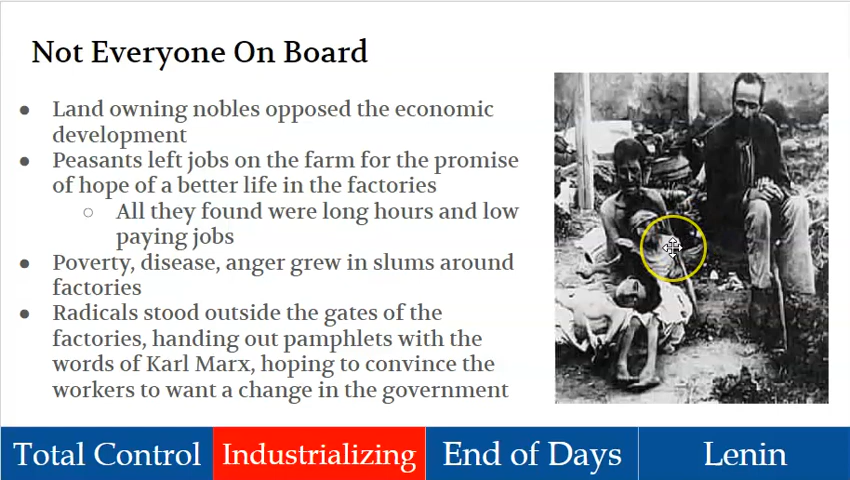 Not Everyone On Board
● Land owning nobles opposed the economic
development
● Peasants left jobs on the farm for the promise
of hope of a better life in the factories
○ All they found were long hours and low
paying jobs
● Poverty, disease, anger grew in slums around
factories
● Radicals stood outside the gates of the
factories, handing out pamphlets with the
words of Karl Marx, hoping to convince the
workers to want a change in the government
Total Control Industrializing End of Days Lenin